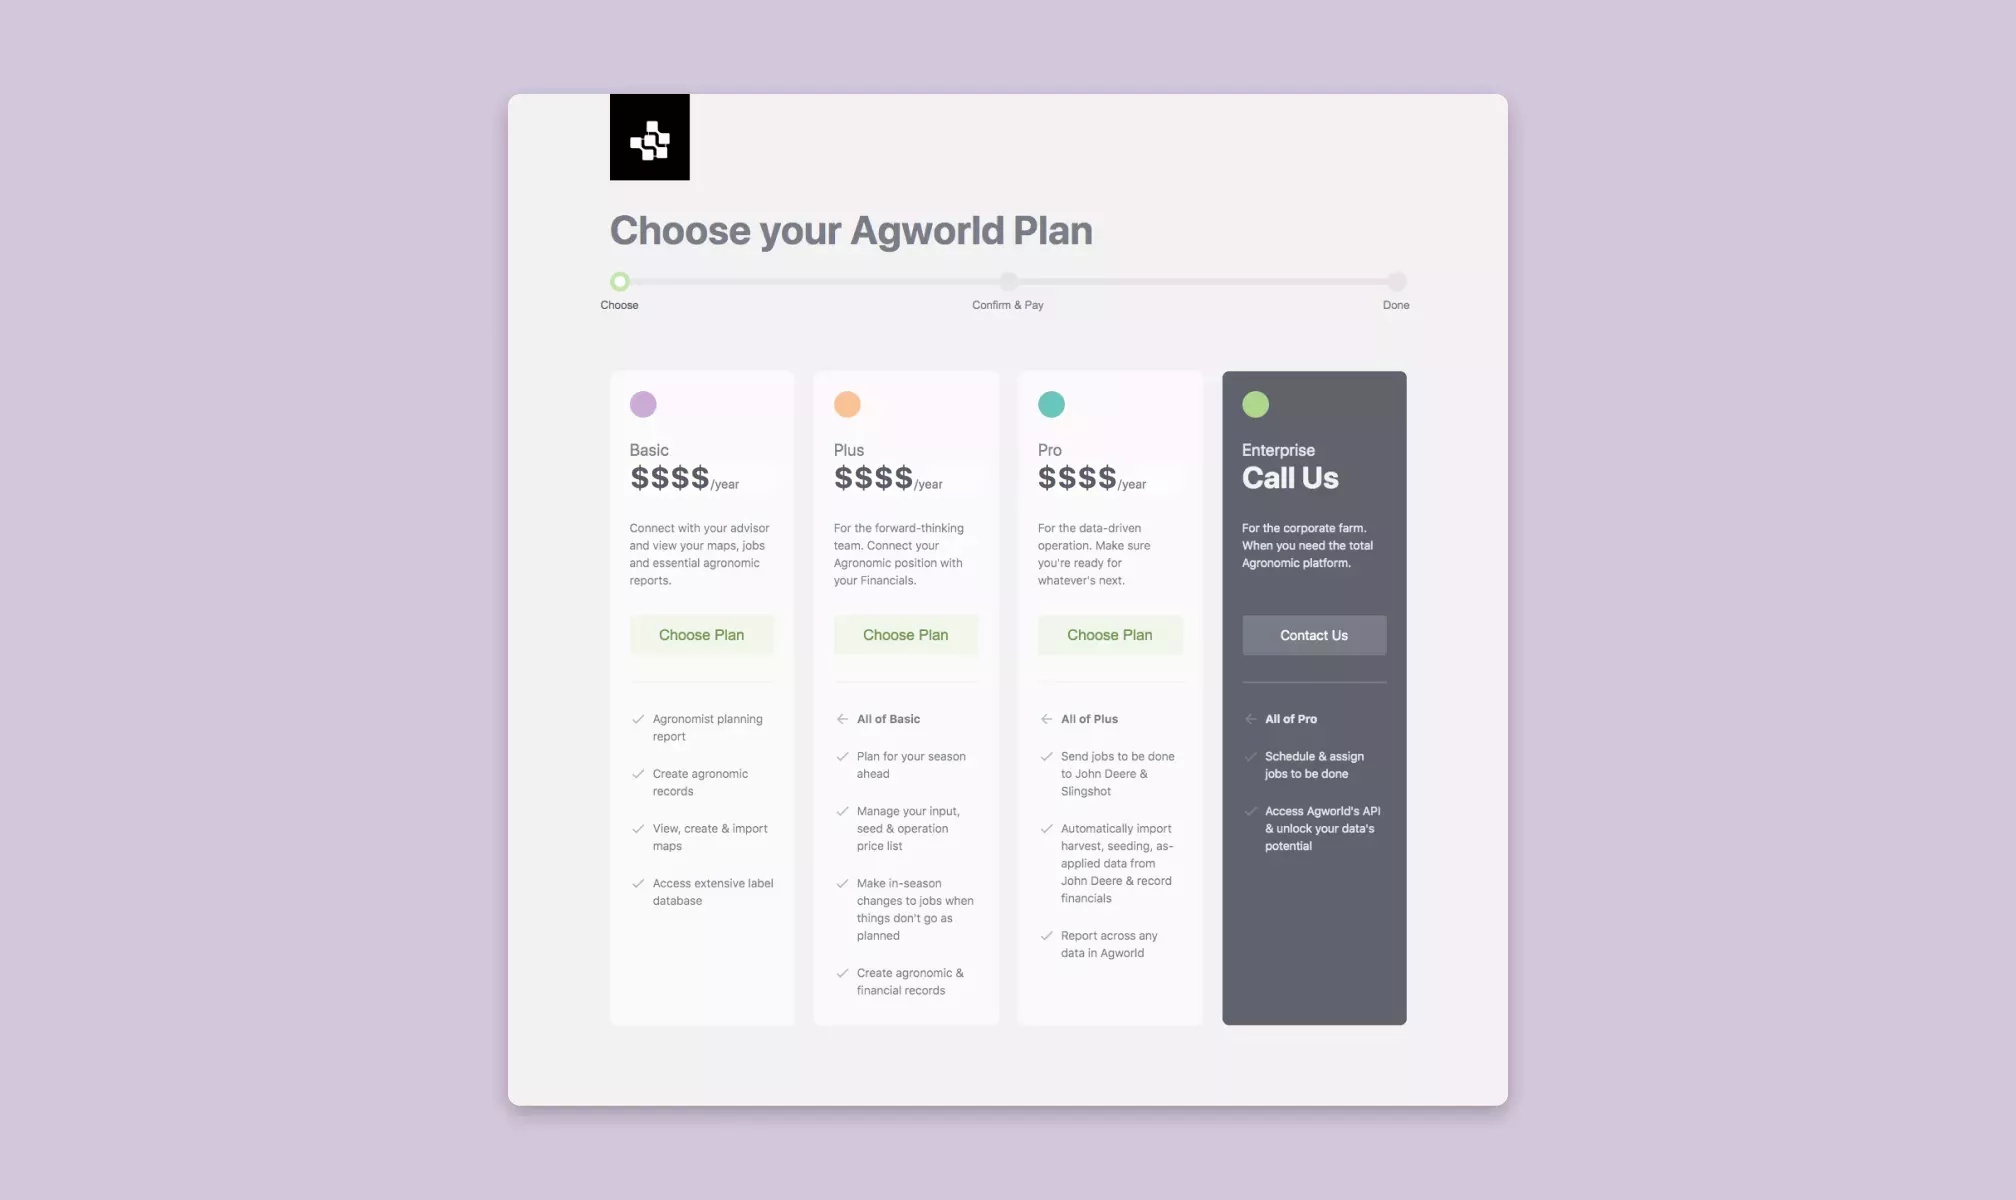 Choose your Agworld Plan
Choose
Confirm & Pay
Done
Basic
$$$$/year
Connect with your advisor
and view your maps, jobs
and essential agronomic
reports.
Choose Plan
Agronomist planning
report
Create agronomic
records
View, create & import
maps
Access extensive label
database
Plus
$$$$/year
For the forward-thinking
team. Connect your
Agronomic position with
your Financials.
Choose Plan
All of Basic
Plan for your season
ahead
Manage your input,
seed & operation
price list
Make in-season
changes to jobs when
things don't go as
planned
Create agronomic &
financial records
Pro
$$$$/year
For the data-driven
operation. Make sure
you're ready for
whatever's next.
Choose Plan
All of Plus
Send jobs to be done
to John Deere &
Slingshot
Automatically import
harvest, seeding, as-
applied data from
John Deere & record
financials
Report across any
data in Agworld
Enterprise
Call Us
For the corporate farm.
When you need the total
Agronomic platform.
Contact Us
All of Pro
Schedule & assign
jobs to be done
Access Agworld's API
& unlock your data's
potential